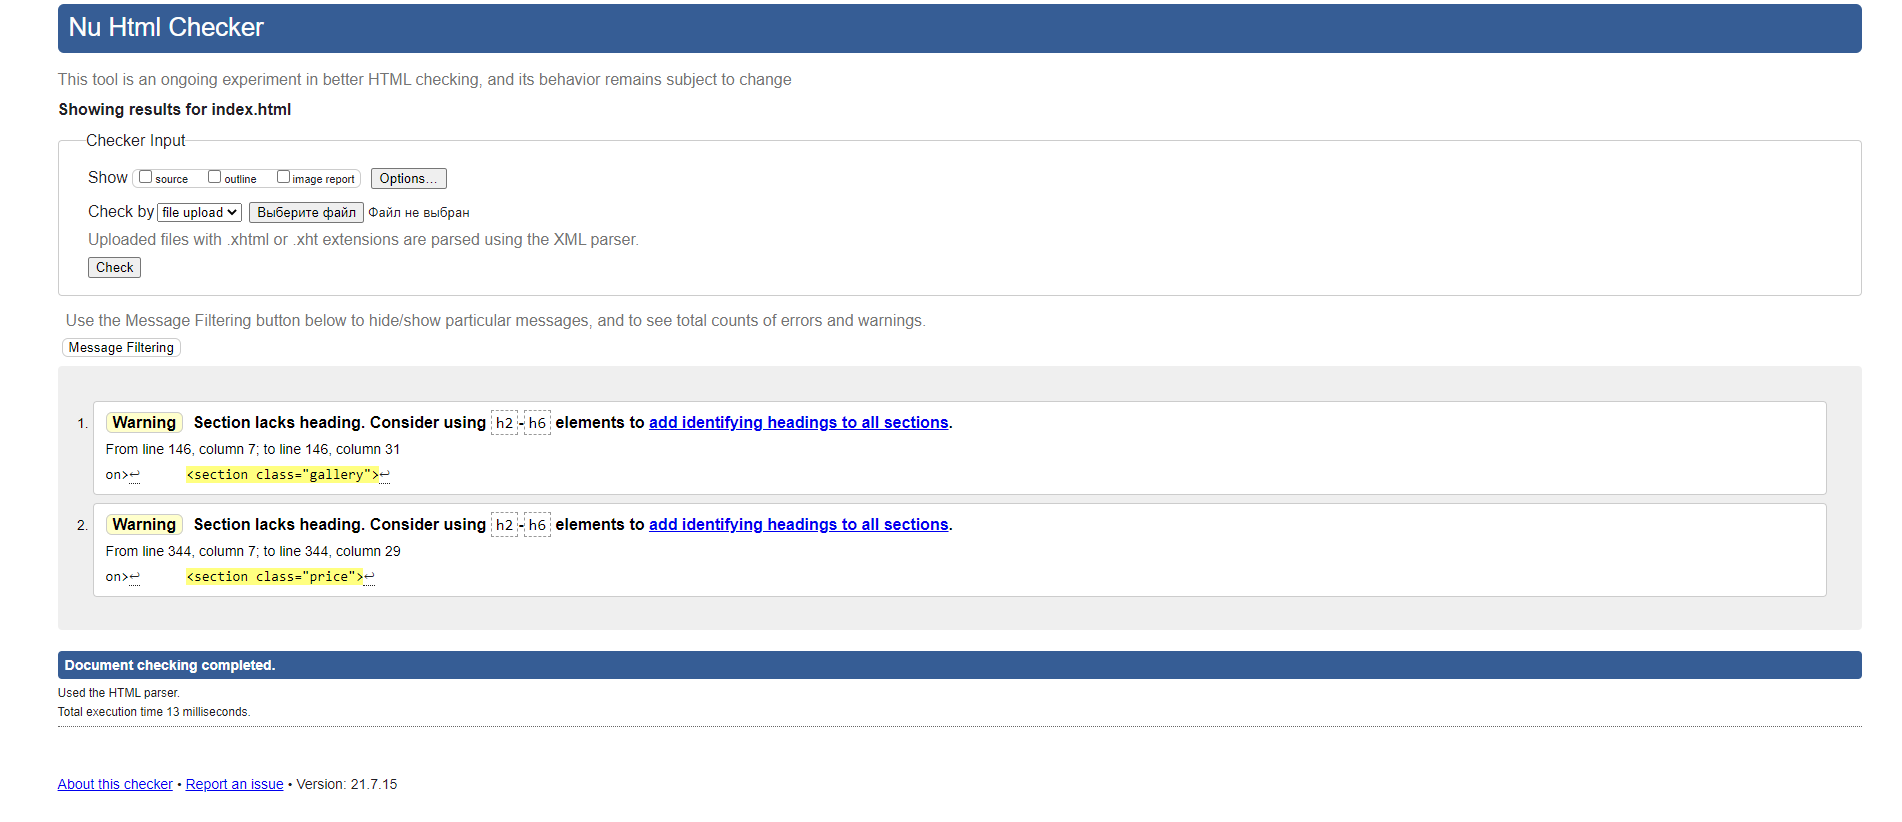 Nu Html Checker
This tool is an ongoing experiment in better HTML checking, and its behavior remains subject to change
Showing results for index.html
Checker Input
Show source outline image report Options...
Check by file upload Выберите файл Файл не выбран
Uploaded files with .xhtml or .xht extensions are parsed using the XML parser.
Check
Use the Message Filtering button below to hide/show particular messages, and to see total counts of errors and warnings.
Message Filtering
1. Warning Section lacks heading. Consider using h2-h6 elements to add identifying headings to all sections.
From line 146, column 7; to line 146, column 31
on>↩ <section class="gallery">↩
2. Warning Section lacks heading. Consider using h2-h6 elements to add identifying headings to all sections.
From line 344, column 7; to line 344, column 29
on>↩ <section class="price">↩
Document checking completed.
Used the HTML parser.
Total execution time 13 milliseconds.
About this checker • Report an issue • Version: 21.7.15